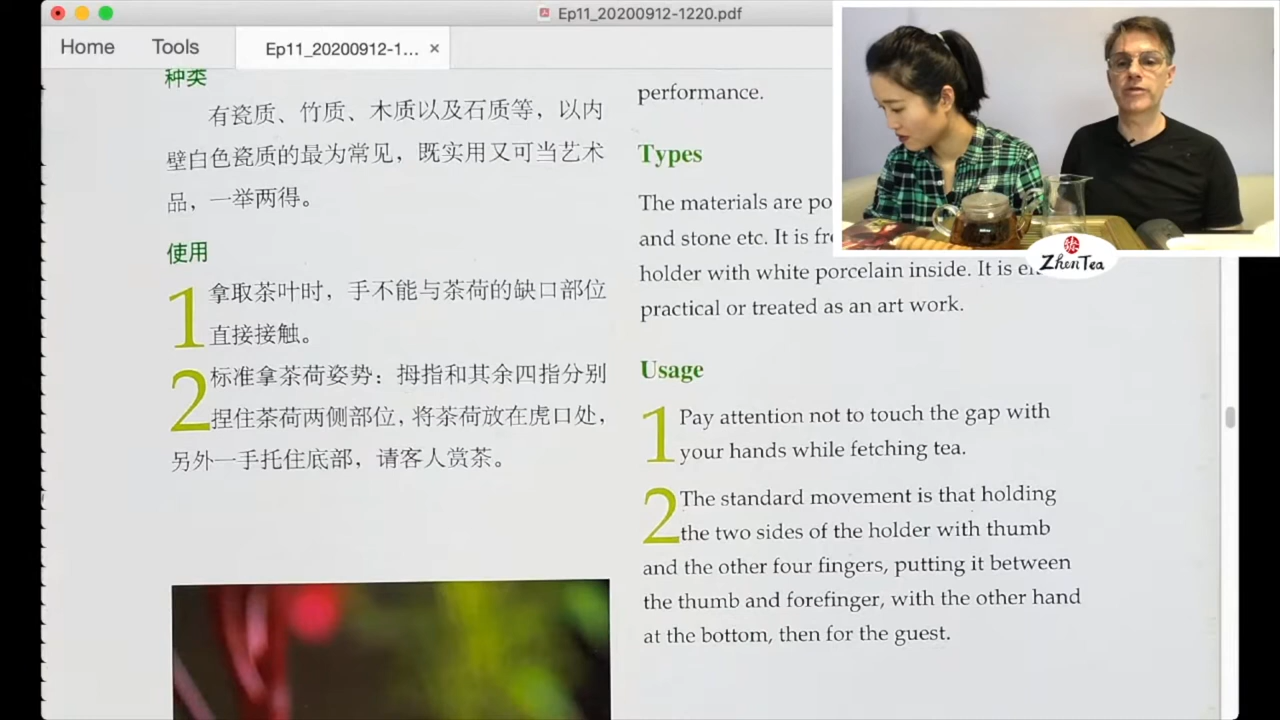 Ep11_20200912-1220.pdf
Home
Tools
Ep11_20200912-1... ×
种类
有瓷质、竹质、木质以及石质等，以内
壁白色瓷质的最为常见，既实用又可当艺术
品，一举两得。
使用
1 拿取茶叶时，手不能与茶荷的缺口部位
直接接触。
2 标准拿茶荷姿势：拇指和其余四指分别
捏住茶荷两侧部位，将茶荷放在虎口处，
另外一手托住底部，请客人赏茶。
performance.
Types
The materials are
and stone etc. It is
holder with white porcelain inside. It is
practical or treated as an art work.
Usage
1 Pay attention not to touch the gap with
your hands while fetching tea.
2 The standard movement is that holding
the two sides of the holder with thumb
and the other four fingers, putting it between
the thumb and forefinger, with the other hand
at the bottom, then for the guest.
ZhenTea